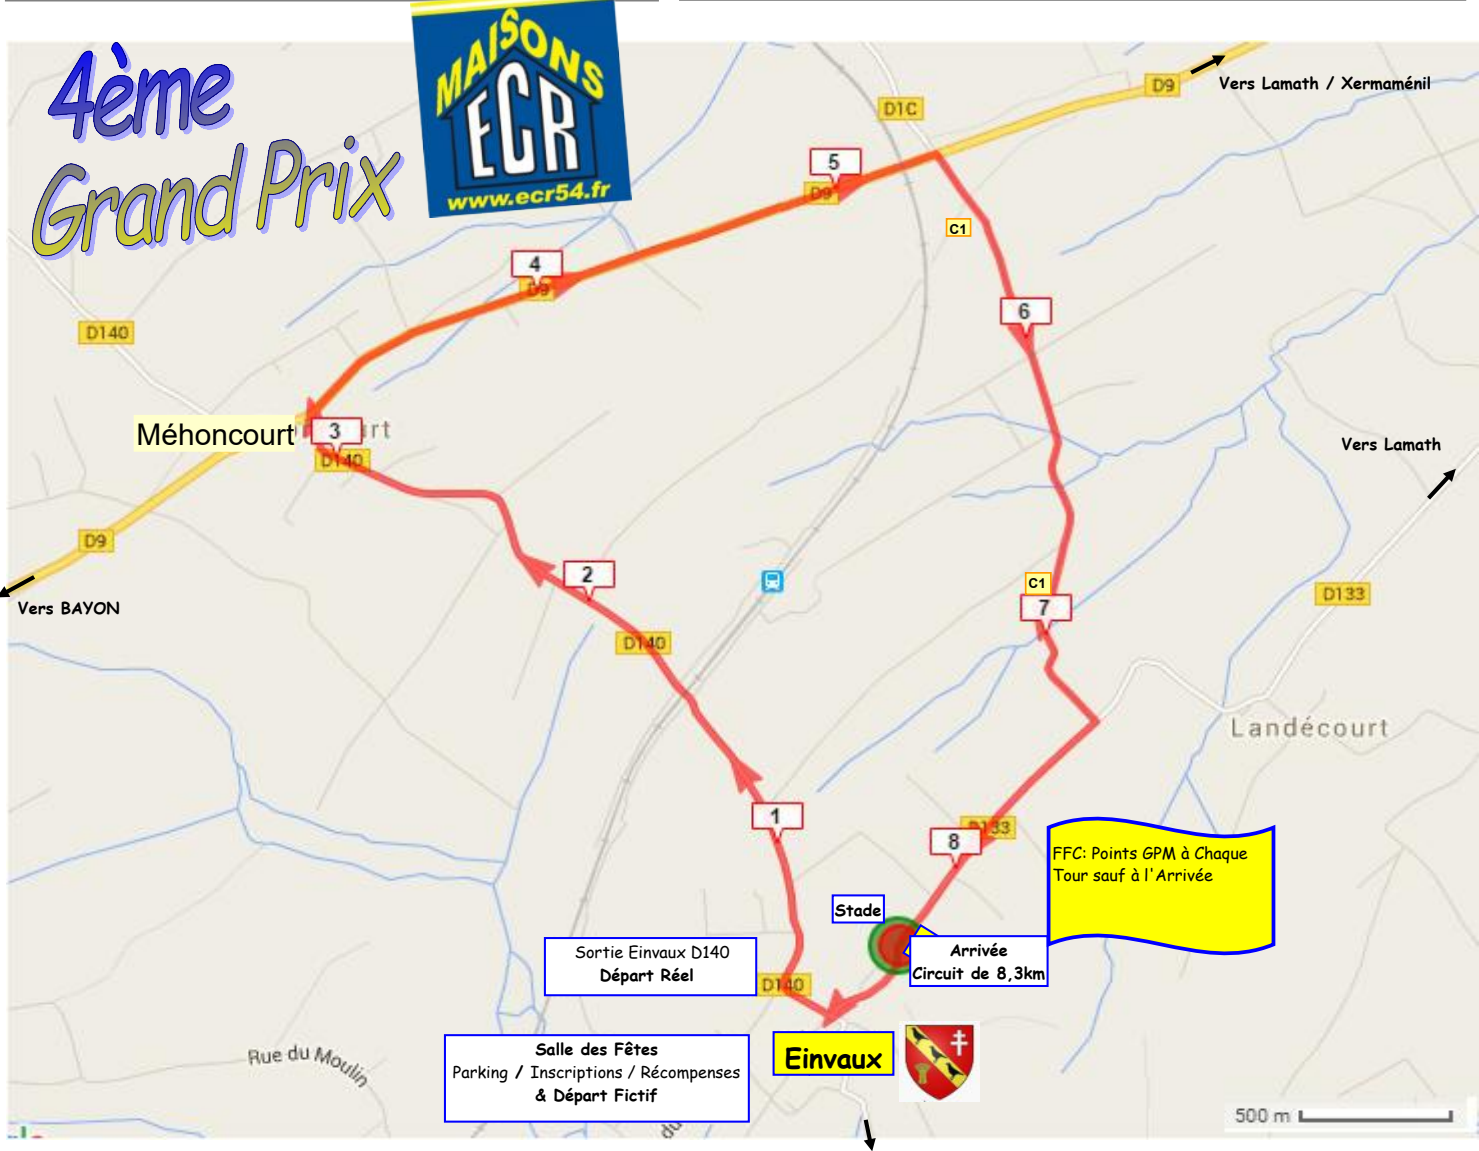 4ème
Grand Prix
MAISONS
ECR
www.ecr54.fr
D9
Vers Lamath / Xermaménil
D1C
5
D9
C1
4
D9
6
D140
Méhoncourt
3
D140
Vers Lamath
D9
C1
2
7
D133
Vers BAYON
D140
Landécourt
1
8
D133
FFC: Points GPM à Chaque
Tour sauf à l'Arrivée
Stade
Sortie Einvaux D140
Départ Réel
Arrivée
Circuit de 8,3km
D140
Salle des Fêtes
Parking / Inscriptions / Récompenses
& Départ Fictif
Einvaux
Rue du Moulin
500 m